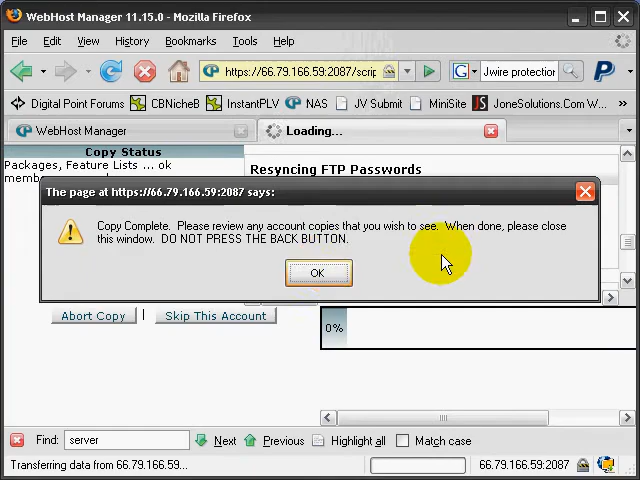 WebHost Manager 11.15.0 - Mozilla Firefox
File Edit View History Bookmarks Tools Help
https://66.79.166.59:2087/scrip
G Jwire protection
Digital Point Forums CBNicheB InstantPLV NAS JV Submit MiniSite JoneSolutions.Com W... »
WebHost Manager Loading...
Copy Status
Packages, Feature Lists ... ok
Resyncing FTP Passwords
The page at https://66.79.166.59:2087 says:
Copy Complete. Please review any account copies that you wish to see. When done, please close
this window. DO NOT PRESS THE BACK BUTTON.
OK
Abort Copy | Skip This Account
0%
Find: server Next Previous Highlight all Match case
Transferring data from 66.79.166.59... 66.79.166.59:2087